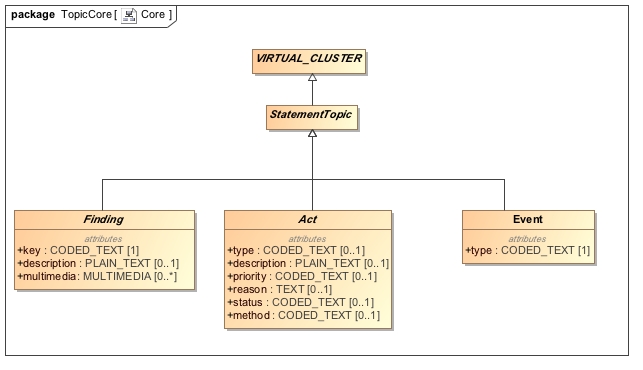 package TopicCore[ Core ]
VIRTUAL_CLUSTER
StatementTopic
Finding
attributes
+key : CODED_TEXT [1]
+description : PLAIN_TEXT [0..1]
+multimedia : MULTIMEDIA [0..*]
Act
attributes
+type : CODED_TEXT [0..1]
+description : PLAIN_TEXT [0..1]
+priority : CODED_TEXT [0..1]
+reason : TEXT [0..1]
+status : CODED_TEXT [0..1]
+method : CODED_TEXT [0..1]
Event
attributes
+type : CODED_TEXT [1]